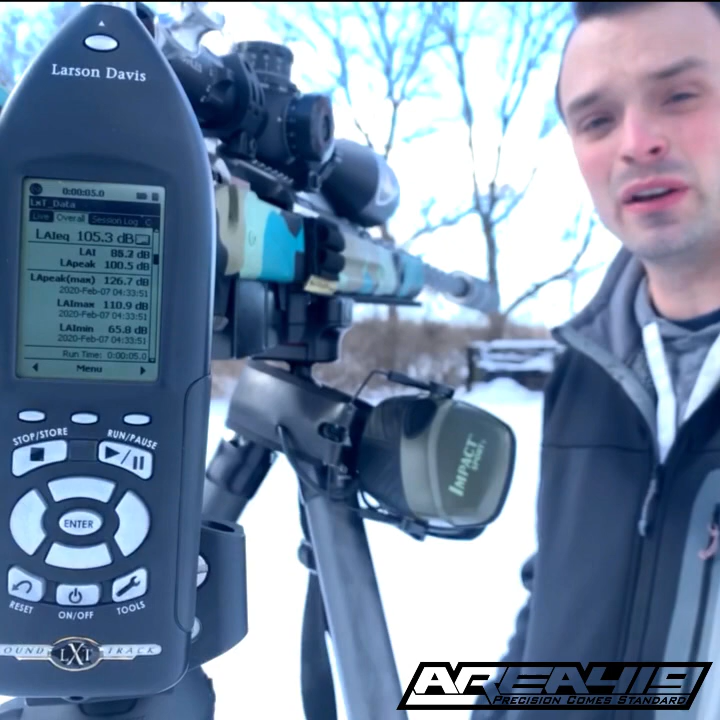 Larson Davis
0:00:05.0
LxT_Data
Live Overall Session Log C
LAIeq 105.3 dB
LAI 88.2 dB
LApeak 100.5 dB
LApeak(max) 126.7 dB
2020-Feb-07 04:33:51
LAImax 110.9 dB
2020-Feb-07 04:33:51
LAImin 65.8 dB
2020-Feb-07 04:33:51
Run Time: 0:00:05.0
Menu
STOP/STORE RUN/PAUSE
ENTER
RESET ON/OFF TOOLS
SOUND LXT TRACK
IMPACT
SPORT
AREA419
PRECISION COMES STANDARD